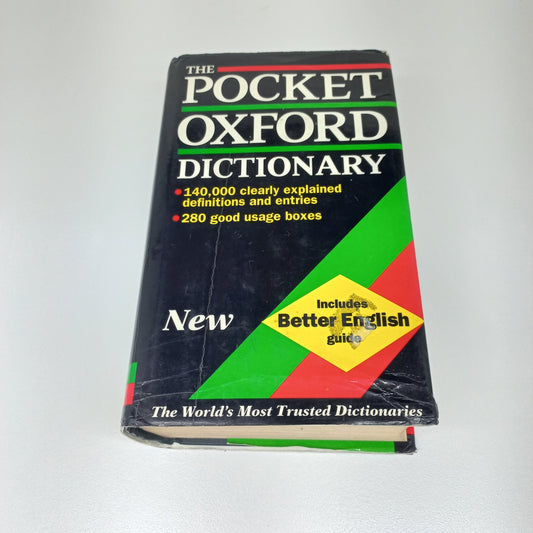 THE
POCKET
OXFORD
DICTIONARY
140,000 clearly explained
definitions and entries
280 good usage boxes
New
Includes
Better English
guide
The World's Most Trusted Dictionaries